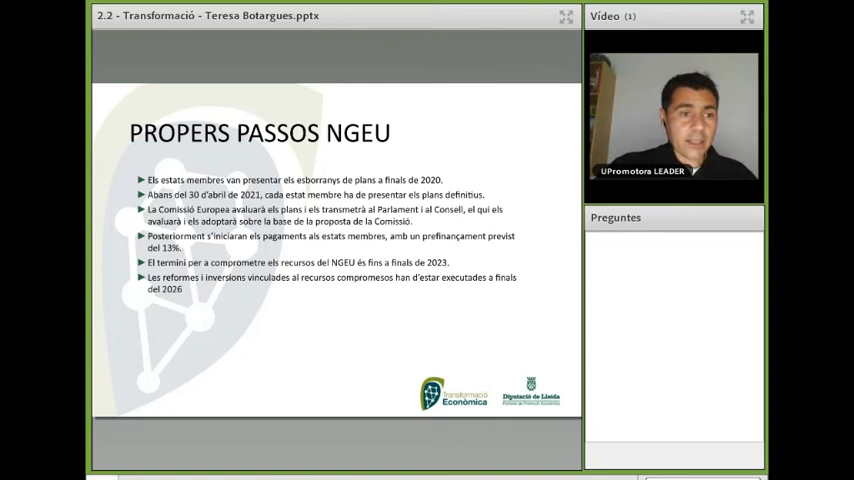 2.2 - Transformació - Teresa Botargues.pptx
Vídeo (1)
PROPERS PASSOS NGEU
Els estats membres van presentar els esborranys de plans a finals de 2020.
Abans del 30 d'abril de 2021, cada estat membre ha de presentar els plans definitius.
La Comissió Europea avaluarà els plans i els transmetrà al Parlament i al Consell, el qui els
avaluarà i els adoptarà sobre la base de la proposta de la Comissió.
Posteriorment s'iniciaran els pagaments als estats membres, amb un prefinançament previst
del 13%.
El termini per a comprometre els recursos del NGEU és fins a finals de 2023.
Les reformes i inversions vinculades al recursos compromesos han d'estar executades a finals
del 2026
UPromotora LEADER
Preguntes
Transformació
Econòmica
Diputació de Lleida